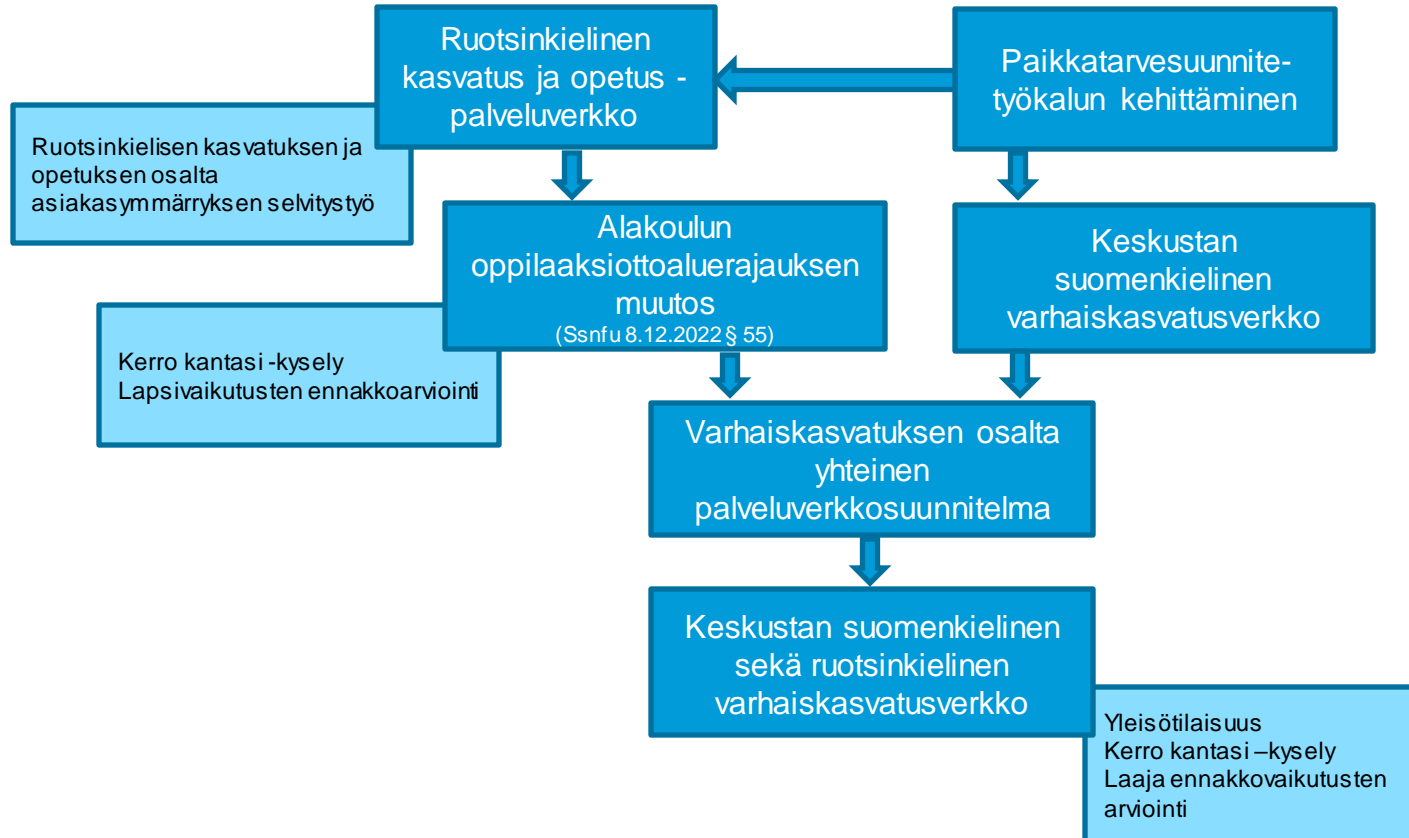 Ruotsinkielinen
kasvatus ja opetus -
palveluverkko
Paikkatarvesuunnite-
työkalun kehittäminen
Ruotsinkielisen kasvatuksen ja
opetuksen osalta
asiakasymmärryksen selvitystyö
Alakoulun
oppilaaksiottoaluerajauksen
muutos
(Ssnfu 8.12.2022 § 55)
Keskustan
suomenkielinen
varhaiskasvatusverkko
Kerro kantasi -kysely
Lapsivaikutusten ennakkoarviointi
Varhaiskasvatuksen osalta
yhteinen
palveluverkkosuunnitelma
Keskustan suomenkielinen
sekä ruotsinkielinen
varhaiskasvatusverkko
Yleisötilaisuus
Kerro kantasi –kysely
Laaja ennakkovaikutusten
arviointi